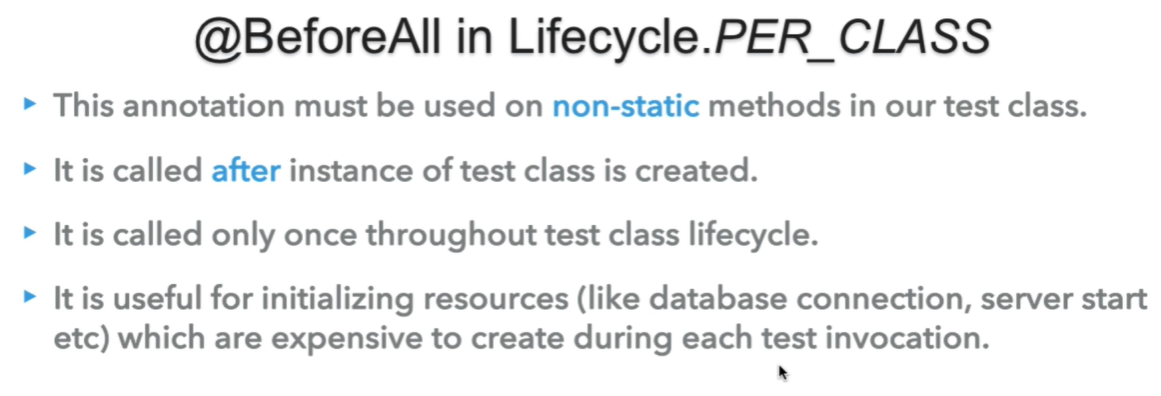 @BeforeAll in Lifecycle.PER_CLASS
This annotation must be used on non-static methods in our test class.
It is called after instance of test class is created.
It is called only once throughout test class lifecycle.
It is useful for initializing resources (like database connection, server start
etc) which are expensive to create during each test invocation.